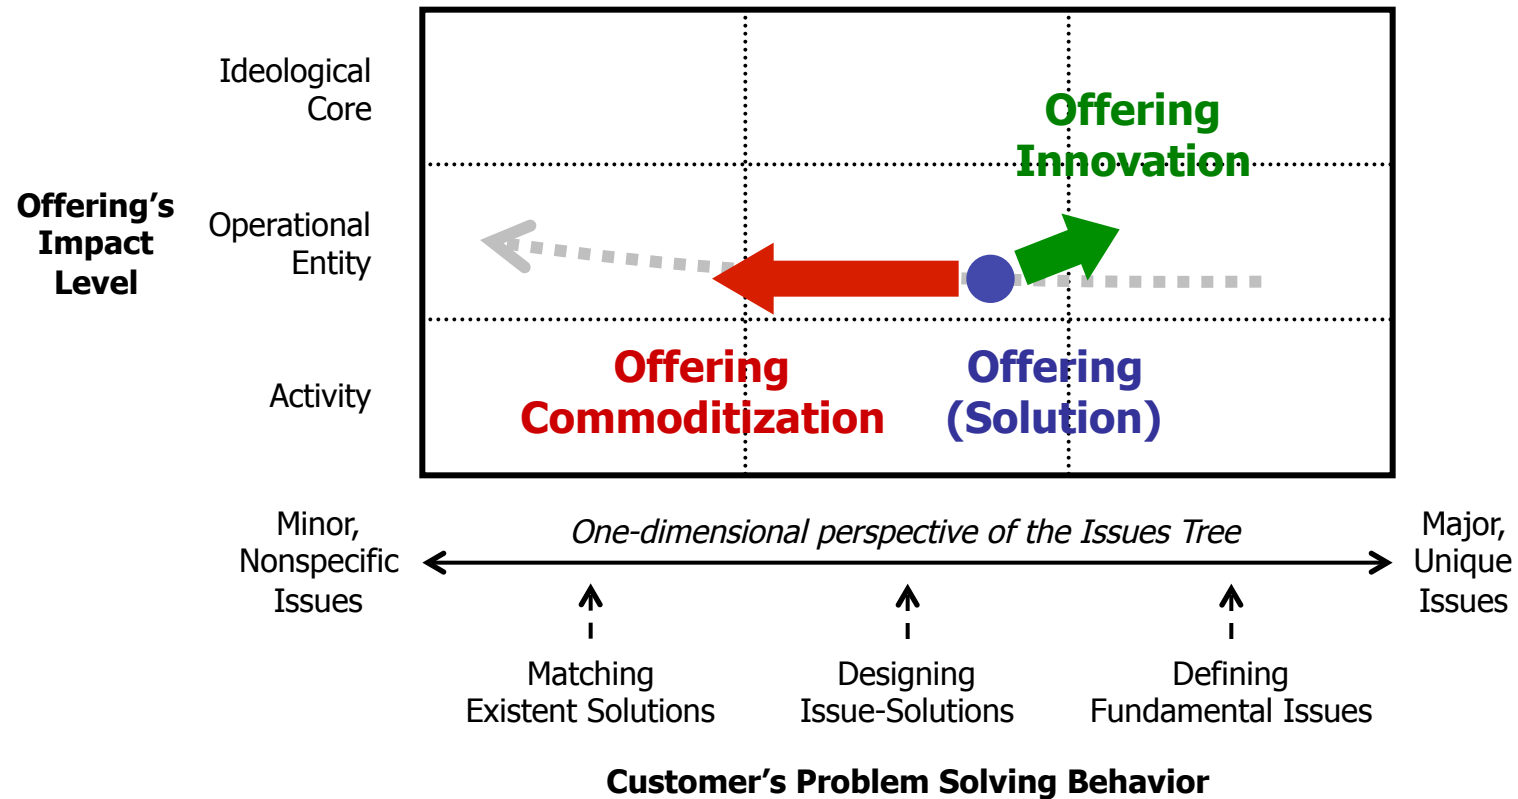 Ideological
Core
Offering
Innovation
Offering’s
Impact
Level
Operational
Entity
Activity
Offering
Commoditization
Offering
(Solution)
Minor,
Nonspecific
Issues
One-dimensional perspective of the Issues Tree
Major,
Unique
Issues
Matching
Existent Solutions
Designing
Issue-Solutions
Defining
Fundamental Issues
Customer’s Problem Solving Behavior